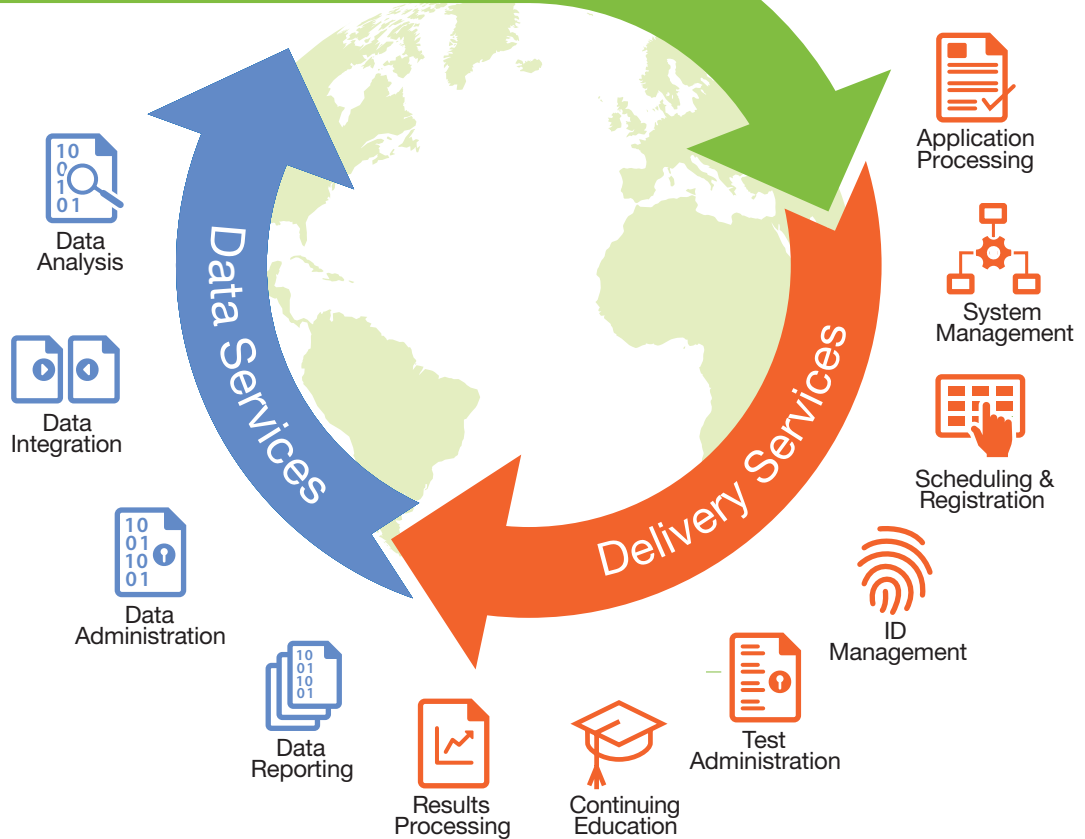 Application
Processing
System
Management
Scheduling &
Registration
ID
Management
Test
Administration
Continuing
Education
Results
Processing
Data
Reporting
Data
Administration
Data
Integration
Data
Analysis
Data Services
Delivery Services
10
0
1
01
10
01
10
01
10
01
10
01